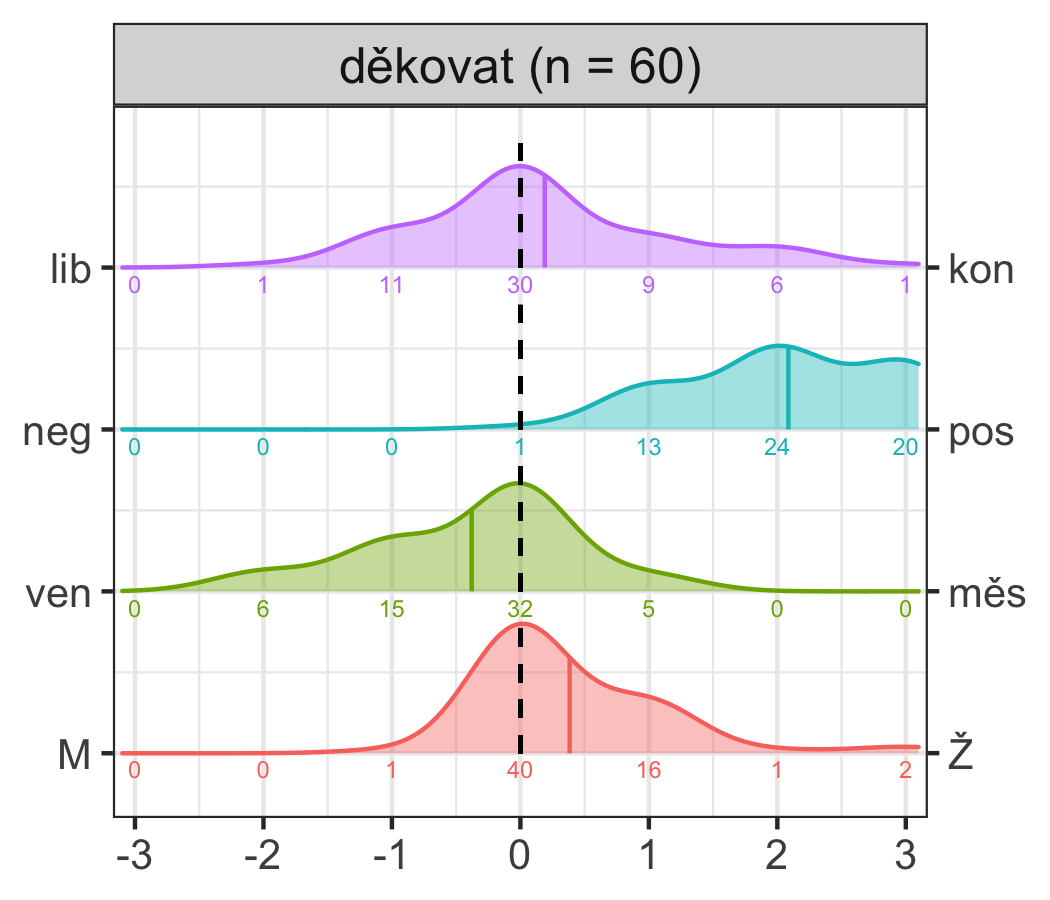 děkovat (n = 60)
lib kon
0 1 11 30 9 6 1
neg pos
0 0 0 1 13 24 20
ven měs
0 6 15 32 5 0 0
M Ž
0 0 1 40 16 1 2
-3 -2 -1 0 1 2 3